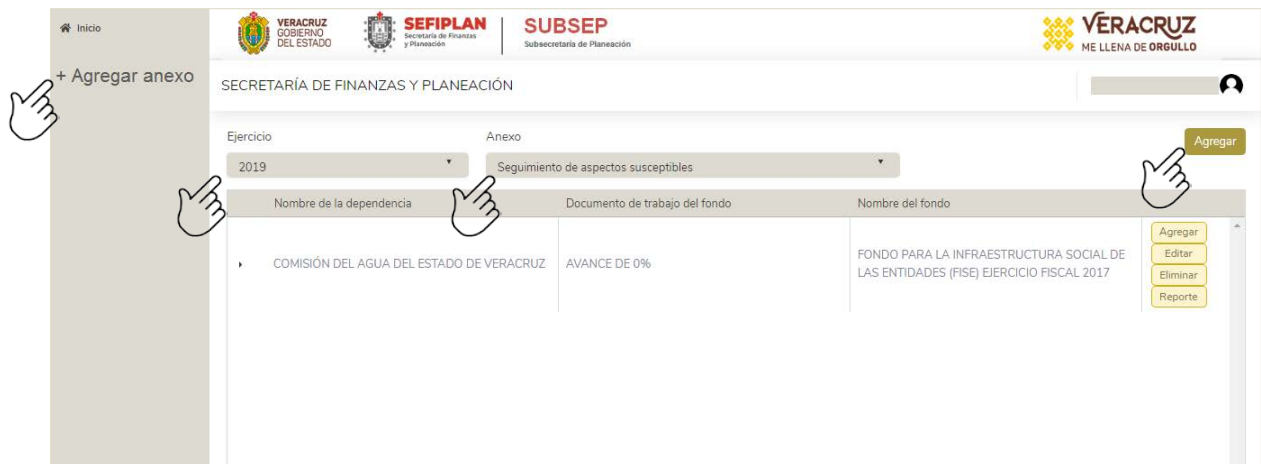 Inicio
+ Agregar anexo
VERACRUZ
GOBIERNO
DEL ESTADO
SEFIPLAN
Secretaría de Finanzas
y Planeación
SUBSEP
Subsecretaría de Planeación
VERACRUZ
ME LLENA DE ORGULLO
SECRETARÍA DE FINANZAS Y PLANEACIÓN
Ejercicio
Anexo
Agregar
2019
Seguimiento de aspectos susceptibles
Nombre de la dependencia
Documento de trabajo del fondo
Nombre del fondo
COMISIÓN DEL AGUA DEL ESTADO DE VERACRUZ
AVANCE DE 0%
FONDO PARA LA INFRAESTRUCTURA SOCIAL DE
LAS ENTIDADES (FISE) EJERCICIO FISCAL 2017
Agregar
Editar
Eliminar
Reporte